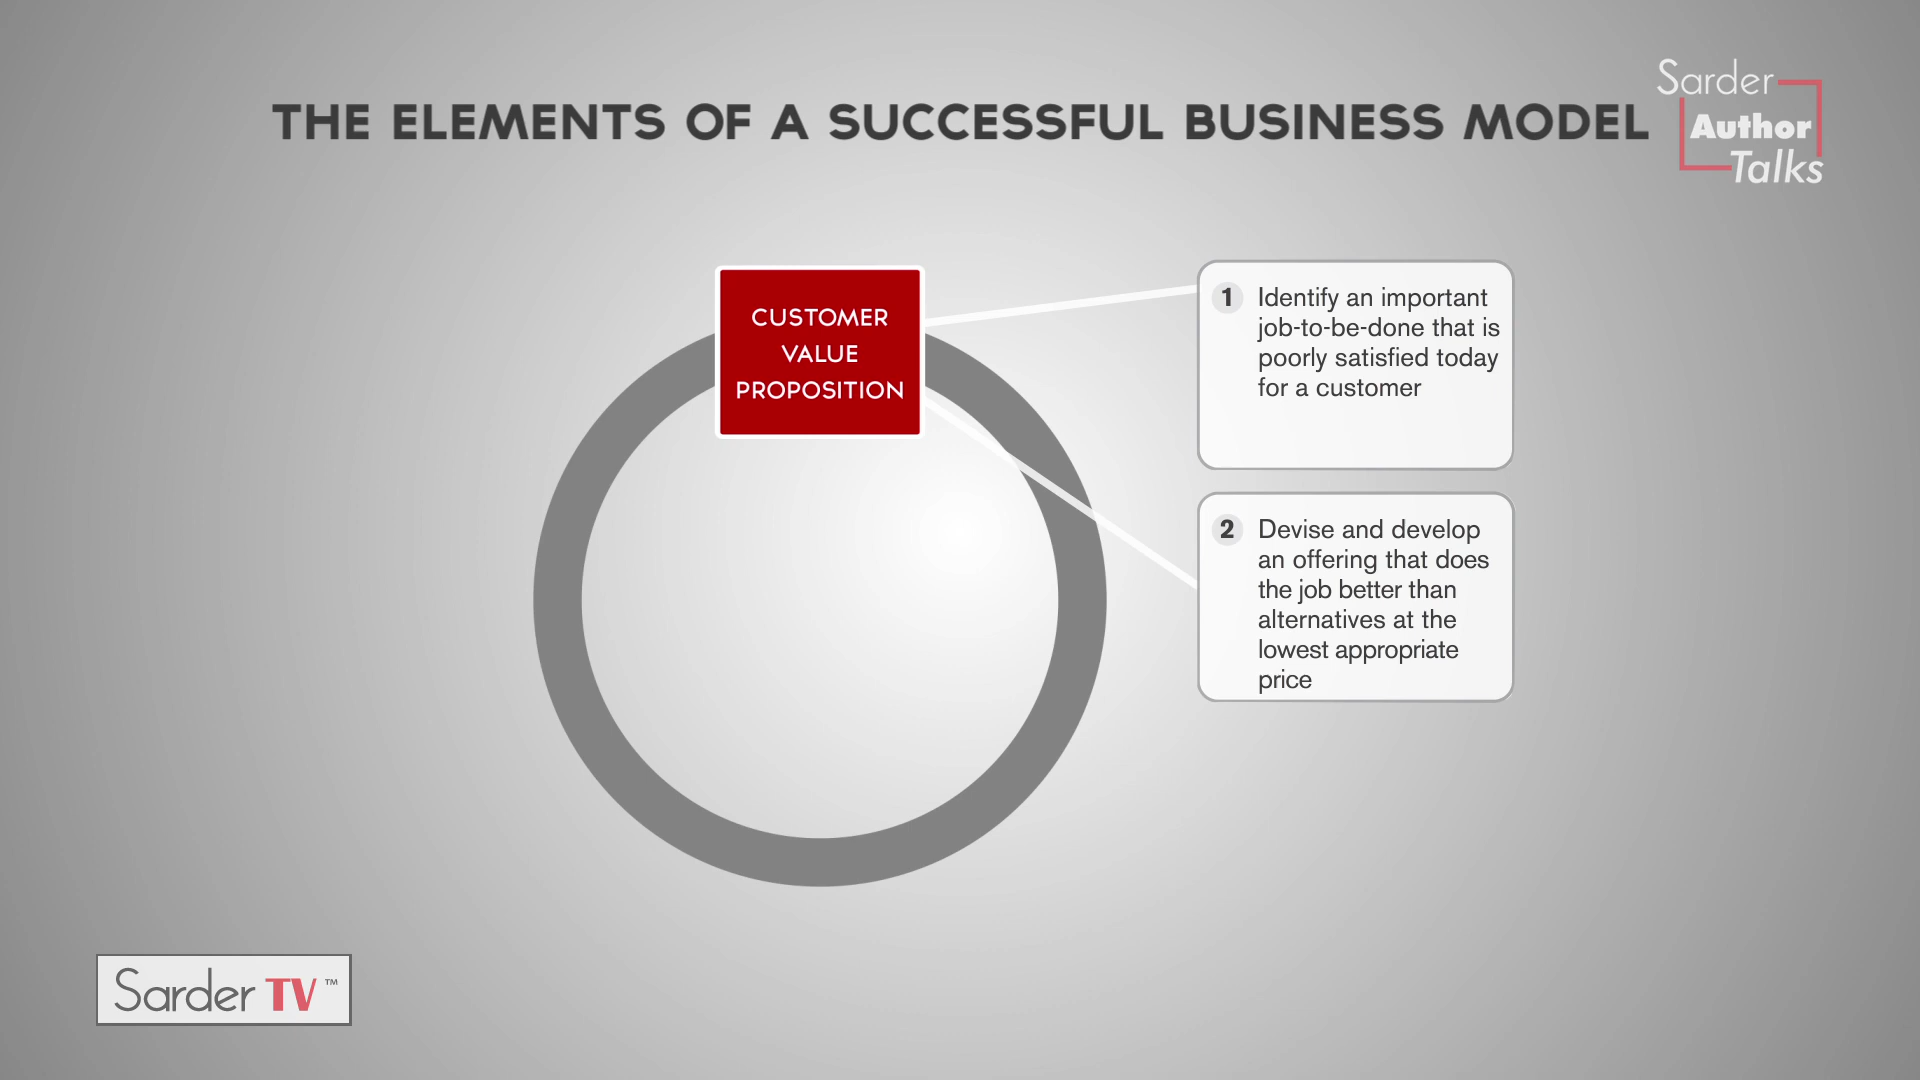 THE ELEMENTS OF A SUCCESSFUL BUSINESS MODEL
Sarder
Author
Talks
CUSTOMER
VALUE
PROPOSITION
1 Identify an important
job-to-be-done that is
poorly satisfied today
for a customer
2 Devise and develop
an offering that does
the job better than
alternatives at the
lowest appropriate
price
Sarder TV ™